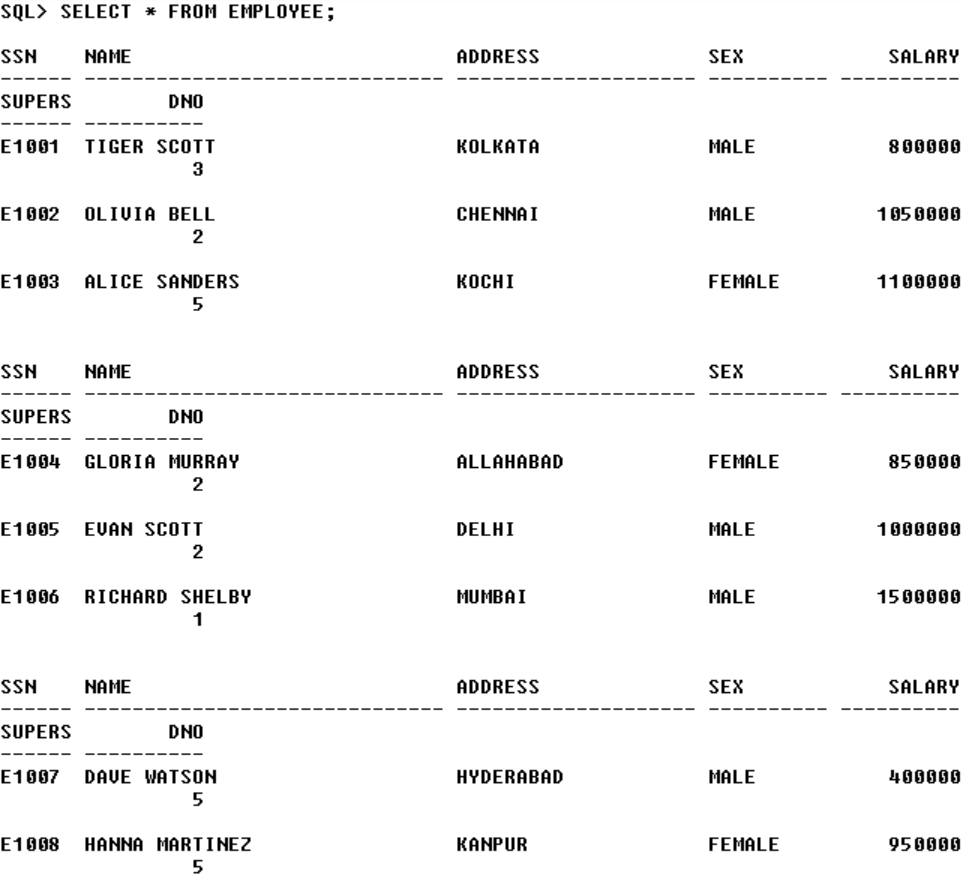 SQL> SELECT * FROM EMPLOYEE;
SSN NAME ADDRESS SEX SALARY
------ ------------------------------ -------------------- ---------- ----------
SUPERS DNO
------ ----------
E1001 TIGER SCOTT KOLKATA MALE 800000
3
E1002 OLIVIA BELL CHENNAI MALE 1050000
2
E1003 ALICE SANDERS KOCHI FEMALE 1100000
5
SSN NAME ADDRESS SEX SALARY
------ ------------------------------ -------------------- ---------- ----------
SUPERS DNO
------ ----------
E1004 GLORIA MURRAY ALLAHABAD FEMALE 850000
2
E1005 EVAN SCOTT DELHI MALE 1000000
2
E1006 RICHARD SHELBY MUMBAI MALE 1500000
1
SSN NAME ADDRESS SEX SALARY
------ ------------------------------ -------------------- ---------- ----------
SUPERS DNO
------ ----------
E1007 DAVE WATSON HYDERABAD MALE 400000
5
E1008 HANNA MARTINEZ KANPUR FEMALE 950000
5